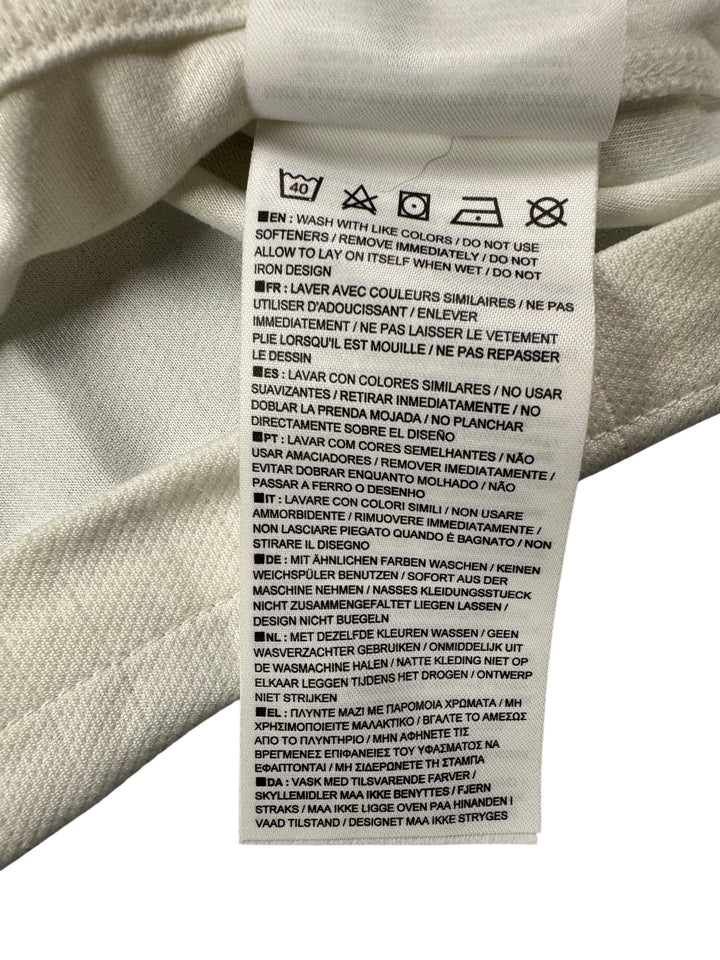 40
■EN : WASH WITH LIKE COLORS / DO NOT USE
SOFTENERS / REMOVE IMMEDIATELY / DO NOT
ALLOW TO LAY ON ITSELF WHEN WET / DO NOT
IRON DESIGN
■FR : LAVER AVEC COULEURS SIMILAIRES / NE PAS
UTILISER D'ADOUCISSANT / ENLEVER
IMMEDIATEMENT / NE PAS LAISSER LE VETEMENT
PLIE LORSQU'IL EST MOUILLE / NE PAS REPASSER
LE DESSIN
■ES : LAVAR CON COLORES SIMILARES / NO USAR
SUAVIZANTES / RETIRAR INMEDIATAMENTE / NO
DOBLAR LA PRENDA MOJADA / NO PLANCHAR
DIRECTAMENTE SOBRE EL DISEÑO
■PT : LAVAR COM CORES SEMELHANTES / NÃO
USAR AMACIADORES / REMOVER IMEDIATAMENTE /
EVITAR DOBRAR ENQUANTO MOLHADO / NÃO
PASSAR A FERRO O DESENHO
■IT : LAVARE CON COLORI SIMILI / NON USARE
AMMORBIDENTE / RIMUOVERE IMMEDIATAMENTE /
NON LASCIARE PIEGATO QUANDO È BAGNATO / NON
STIRARE IL DISEGNO
■DE : MIT ÄHNLICHEN FARBEN WASCHEN / KEINEN
WEICHSPÜLER BENUTZEN / SOFORT AUS DER
MASCHINE NEHMEN / NASSES KLEIDUNGSSTUECK
NICHT ZUSAMMENGEFALTET LIEGEN LASSEN /
DESIGN NICHT BUEGELN
■NL : MET DEZELFDE KLEUREN WASSEN / GEEN
WASVERZACHTER GEBRUIKEN / ONMIDDELIJK UIT
DE WASMACHINE HALEN / NATTE KLEDING NIET OP
ELKAAR LEGGEN TIJDENS HET DROGEN / ONTWERP
NIET STRIJKEN
■EL : ΠΛΥΝΤΕ ΜΑΖΙ ΜΕ ΠΑΡΟΜΟΙΑ ΧΡΩΜΑΤΑ / ΜΗ
ΧΡΗΣΙΜΟΠΟΙΕΙΤΕ ΜΑΛΑΚΤΙΚΟ / ΒΓΑΛΤΕ ΤΟ ΑΜΕΣΩΣ
ΑΠΟ ΤΟ ΠΛΥΝΤΗΡΙΟ / ΜΗΝ ΑΦΗΝΕΤΕ ΤΙΣ
ΒΡΕΓΜΕΝΕΣ ΕΠΙΦΑΝΕΙΕΣ ΤΟΥ ΥΦΑΣΜΑΤΟΣ ΝΑ
ΕΦΑΠΤΟΝΤΑΙ / ΜΗ ΣΙΔΕΡΩΝΕΤΕ ΤΗ ΣΤΑΜΠΑ
■DA : VASK MED TILSVARENDE FARVER /
SKYLLEMIDLER MAA IKKE BENYTTES / FJERN
STRAKS / MAA IKKE LIGGE OVEN PAA HINANDEN I
VAAD TILSTAND / DESIGNET MAA IKKE STRYGES